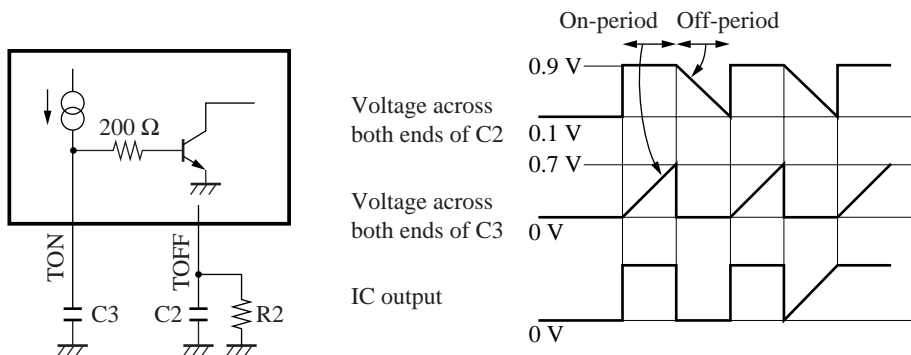 200 Ω
TON
TOFF
C3
C2
R2
On-period
Off-period
0.9 V
Voltage across
both ends of C2
0.1 V
0.7 V
Voltage across
both ends of C3
0 V
IC output
0 V